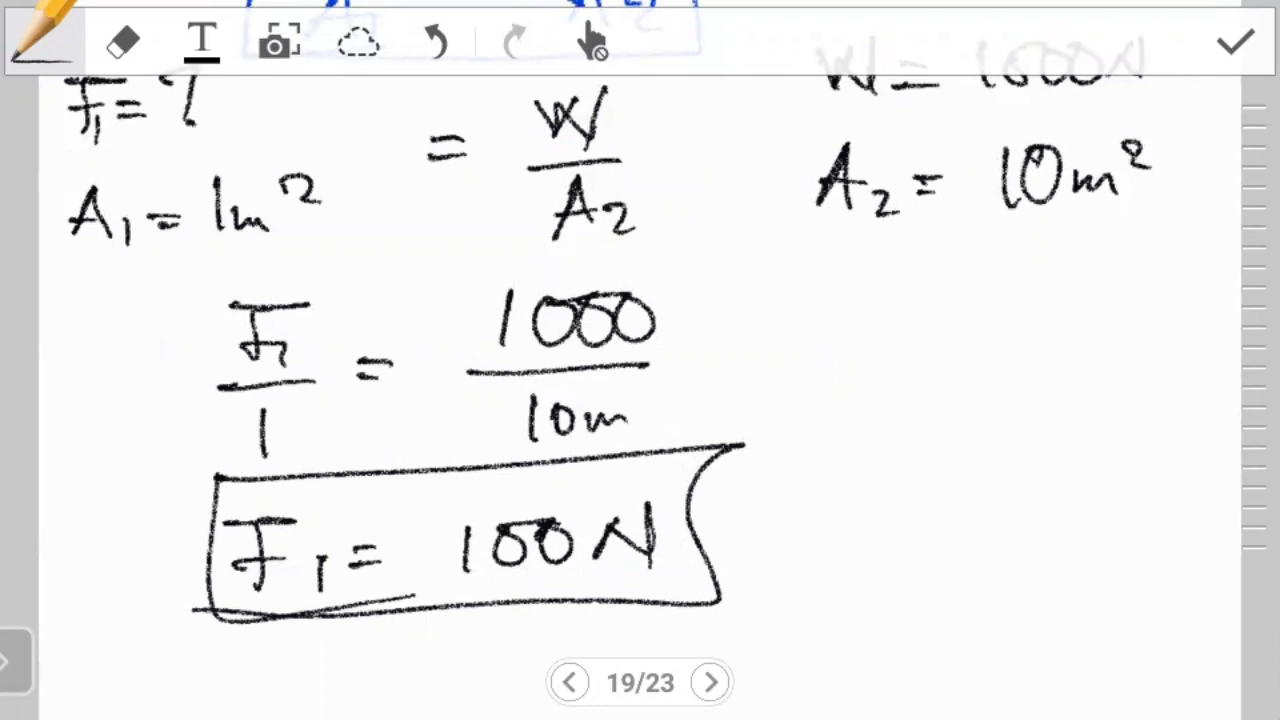 T
F₁ = ?
W = 1000N
= W/A₂
A₁ = 1m²
A₂ = 10m²
F₁/1 = 1000/10m
F₁ = 100N
19/23